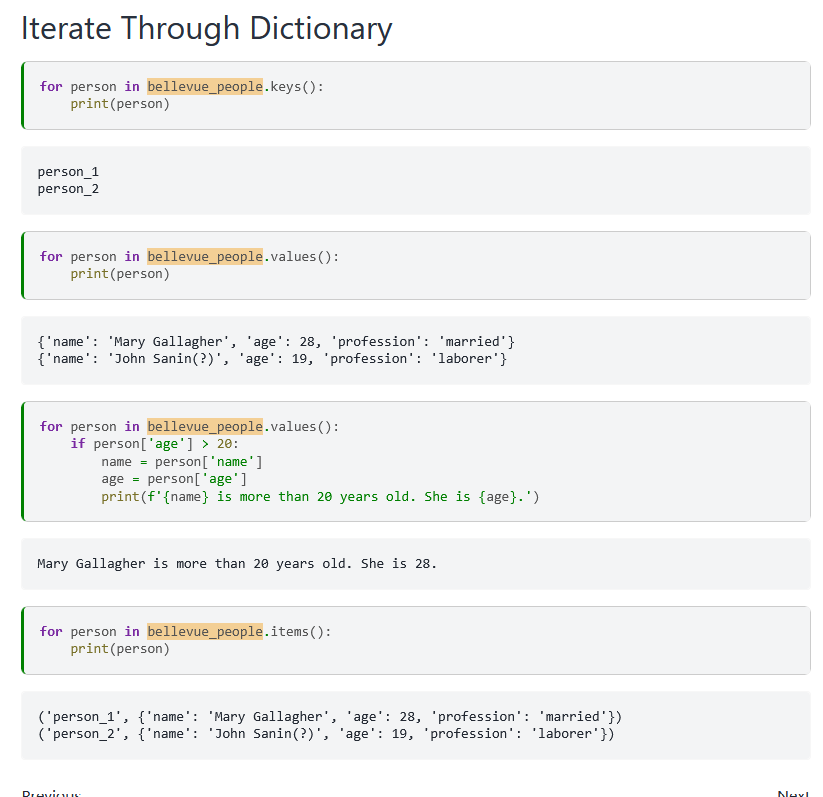 Iterate Through Dictionary
for person in bellevue_people.keys():
    print(person)
person_1
person_2
for person in bellevue_people.values():
    print(person)
{'name': 'Mary Gallagher', 'age': 28, 'profession': 'married'}
{'name': 'John Sanin(?)', 'age': 19, 'profession': 'laborer'}
for person in bellevue_people.values():
    if person['age'] > 20:
        name = person['name']
        age = person['age']
        print(f'{name} is more than 20 years old. She is {age}.')
Mary Gallagher is more than 20 years old. She is 28.
for person in bellevue_people.items():
    print(person)
('person_1', {'name': 'Mary Gallagher', 'age': 28, 'profession': 'married'})
('person_2', {'name': 'John Sanin(?)', 'age': 19, 'profession': 'laborer'})
Previous
Next